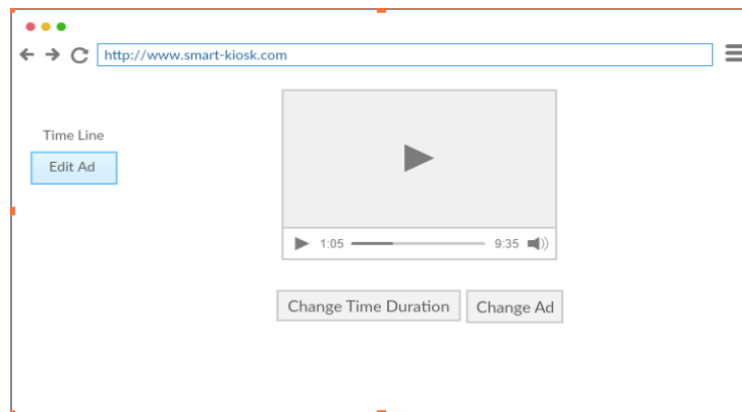 http://www.smart-kiosk.com
Time Line
Edit Ad
1:05 9:35
Change Time Duration
Change Ad